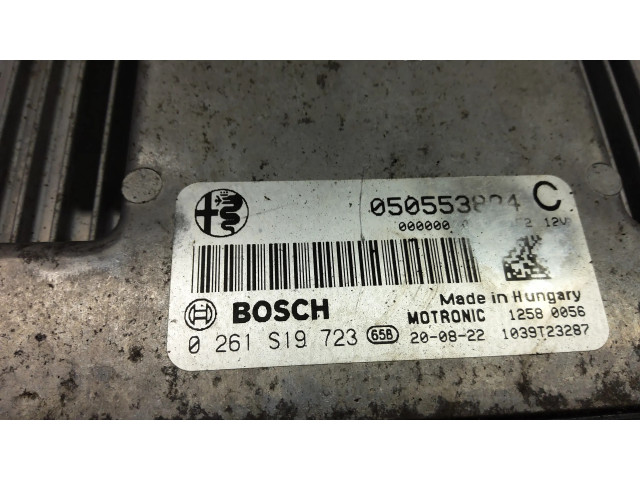 C
000000 12V
BOSCH
Made in Hungary
MOTRONIC 1258 0056
0 261 S19 723 65B 20-08-22 1039T23287